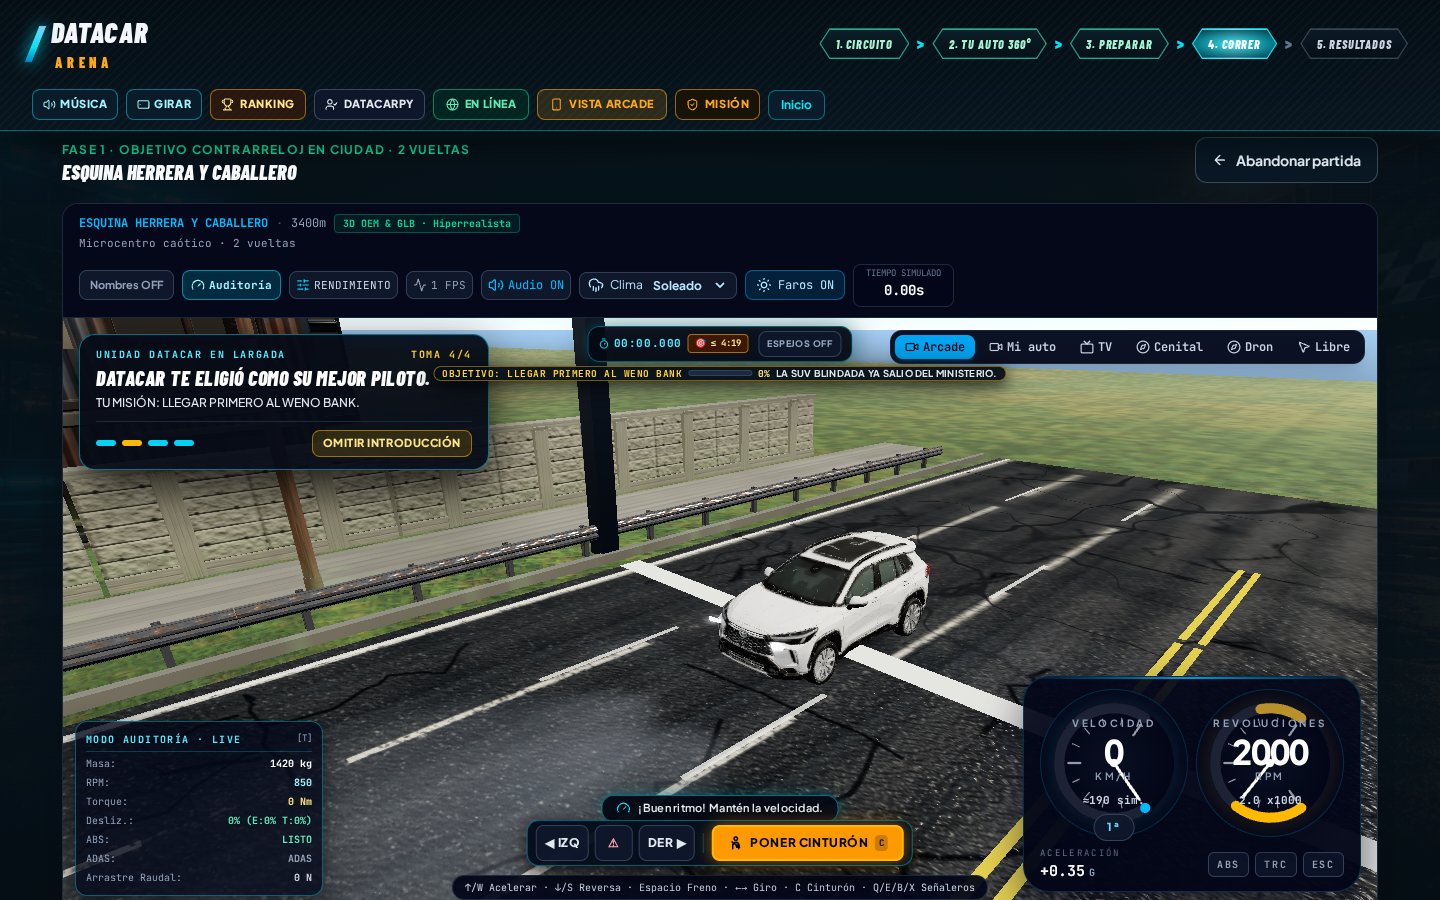 DATACAR
ARENA
1. CIRCUITO > 2. TU AUTO 360° > 3. PREPARAR > 4. CORRER > 5. RESULTADOS
MÚSICA GIRAR RANKING DATACARPY EN LÍNEA VISTA ARCADE MISIÓN Inicio
FASE 1 · OBJETIVO CONTRARRELOJ EN CIUDAD · 2 VUELTAS
ESQUINA HERRERA Y CABALLERO
← Abandonar partida
ESQUINA HERRERA Y CABALLERO · 3400m 3D OEM & GLB · Hiperrealista
Microcentro caótico · 2 vueltas
Nombres OFF Auditoría RENDIMIENTO 1 FPS Audio ON Clima Soleado Faros ON
TIEMPO SIMULADO
0.00s
UNIDAD DATACAR EN LARGADA TOMA 4/4
DATACAR TE ELIGIÓ COMO SU MEJOR PILOTO.
TU MISIÓN: LLEGAR PRIMERO AL WENO BANK.
OMITIR INTRODUCCIÓN
00:00.000 🎯 ≤ 4:19 ESPEJOS OFF
Arcade Mi auto TV Cenital Dron Libre
OBJETIVO: LLEGAR PRIMERO AL WENO BANK 0% LA SUV BLINDADA YA SALIO DEL MINISTERIO.
MODO AUDITORÍA · LIVE [T]
Masa: 1420 kg
RPM: 850
Torque: 0 Nm
Desliz.: 0% (E:0% T:0%)
ABS: LISTO
ADAS: ADAS
Arrastre Raudal: 0 N
¡Buen ritmo! Mantén la velocidad.
◀ IZQ ⚠ DER ▶ PONER CINTURÓN C
↑/W Acelerar · ↓/S Reversa · Espacio Freno · ←→ Giro · C Cinturón · Q/E/B/X Señaleros
VELOCIDAD
0
KM/H
≈190 sim.
1ª
REVOLUCIONES
2000
RPM
2.0 x1000
ACELERACIÓN
+0.35 G
ABS TRC ESC